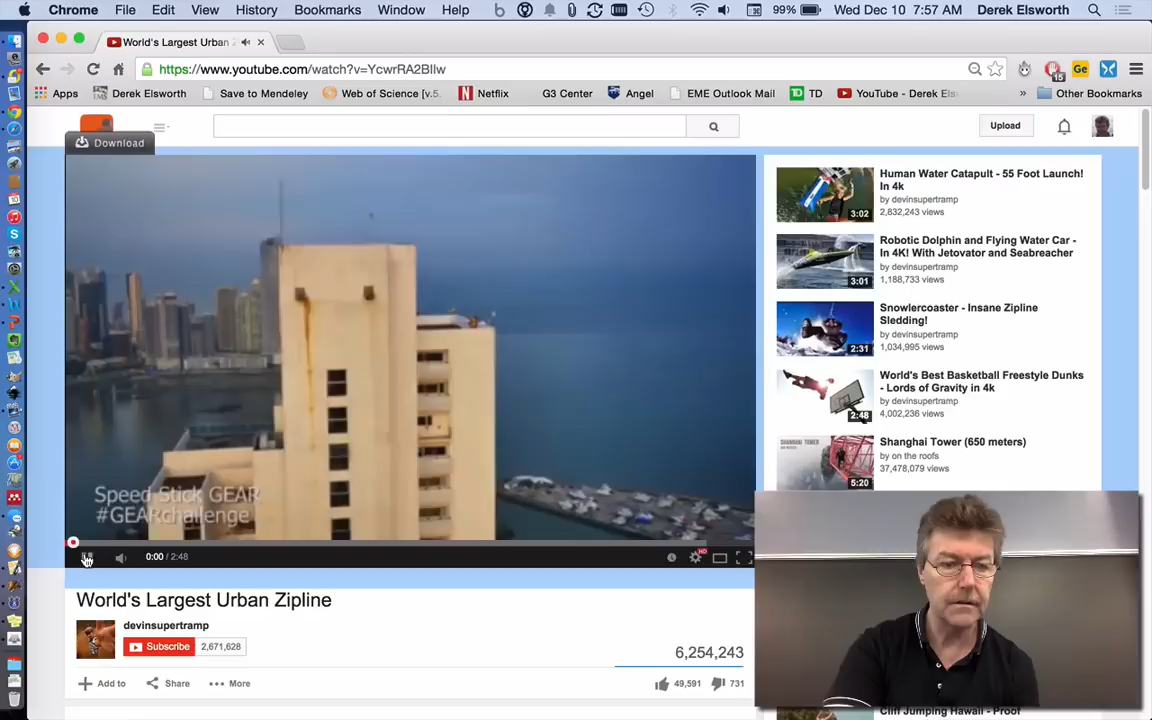 Chrome File Edit View History Bookmarks Window Help 99% Wed Dec 10 7:57 AM Derek Elsworth
World's Largest Urban
https://www.youtube.com/watch?v=YcwrRA2BIlw
15 Ge
Apps Derek Elsworth Save to Mendeley Web of Science [v.5. Netflix G3 Center Angel EME Outlook Mail TD YouTube - Derek Els » Other Bookmarks
Upload
Download
Human Water Catapult - 55 Foot Launch!
In 4k
by devinsupertramp
2,832,243 views
3:02
Robotic Dolphin and Flying Water Car -
In 4K! With Jetovator and Seabreacher
by devinsupertramp
1,188,733 views
3:01
Snowlercoaster - Insane Zipline
Sledding!
by devinsupertramp
1,034,995 views
2:31
World's Best Basketball Freestyle Dunks
- Lords of Gravity in 4k
by devinsupertramp
4,002,236 views
2:48
Shanghai Tower (650 meters)
by on the roofs
37,478,079 views
SHANGHAI TOWER
5:20
Speed Stick GEAR
#GEARchallenge
0:00 / 2:48
HD
World's Largest Urban Zipline
devinsupertramp
Subscribe 2,671,628
6,254,243
Add to Share More 49,591 731
Cliff Jumping Hawaii - Proof